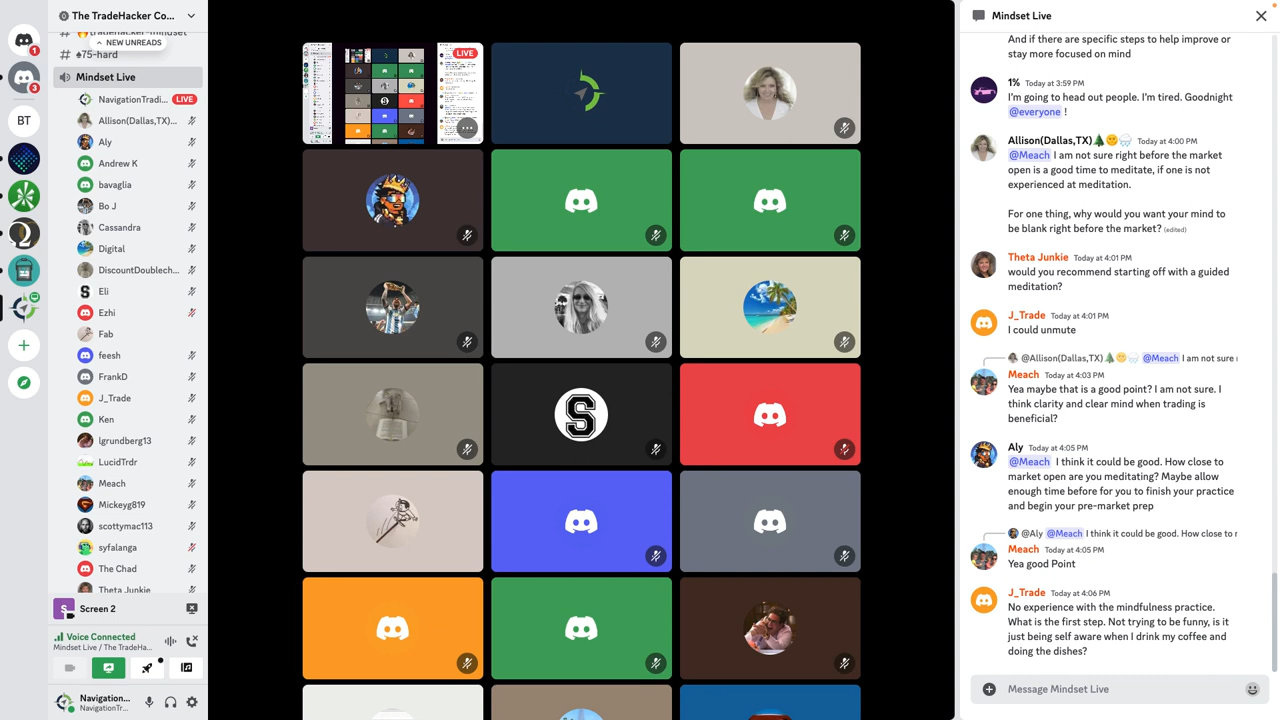 The TradeHacker Co...
tradehacker-mindset
NEW UNREADS
♠75-hard
Mindset Live
NavigationTradi...
LIVE
Allison(Dallas,TX)...
Aly
Andrew K
bavaglia
Bo J
Cassandra
Digital
DiscountDoublech...
Eli
Ezhi
Fab
feesh
FrankD
J_Trade
Ken
lgrundberg13
LucidTrdr
Meach
Mickeyg819
scottymac113
syfalanga
The Chad
Theta Junkie
Screen 2
Voice Connected
Mindset Live / The TradeHa...
Navigation...
NavigationTr...
1
3
BT
2
S
LIVE
S
Mindset Live
And if there are specific steps to help improve or
stay more focused on mind
1% Today at 3:59 PM
I'm going to head out people. I'm tired. Goodnight
@everyone !
Allison(Dallas,TX)🌲🌞🌨 Today at 4:00 PM
@Meach I am not sure right before the market
open is a good time to meditate, if one is not
experienced at meditation.
For one thing, why would you want your mind to
be blank right before the market? (edited)
Theta Junkie Today at 4:01 PM
would you recommend starting off with a guided
meditation?
J_Trade Today at 4:01 PM
I could unmute
@Allison(Dallas,TX)🌲🌞🌨 @Meach I am not sure
Meach Today at 4:03 PM
Yea maybe that is a good point? I am not sure. I
think clarity and clear mind when trading is
beneficial?
Aly Today at 4:05 PM
@Meach I think it could be good. How close to
market open are you meditating? Maybe allow
enough time before for you to finish your practice
and begin your pre-market prep
@Aly @Meach I think it could be good. How close to
Meach Today at 4:05 PM
Yea good Point
J_Trade Today at 4:06 PM
No experience with the mindfulness practice.
What is the first step. Not trying to be funny, is it
just being self aware when I drink my coffee and
doing the dishes?
Message Mindset Live